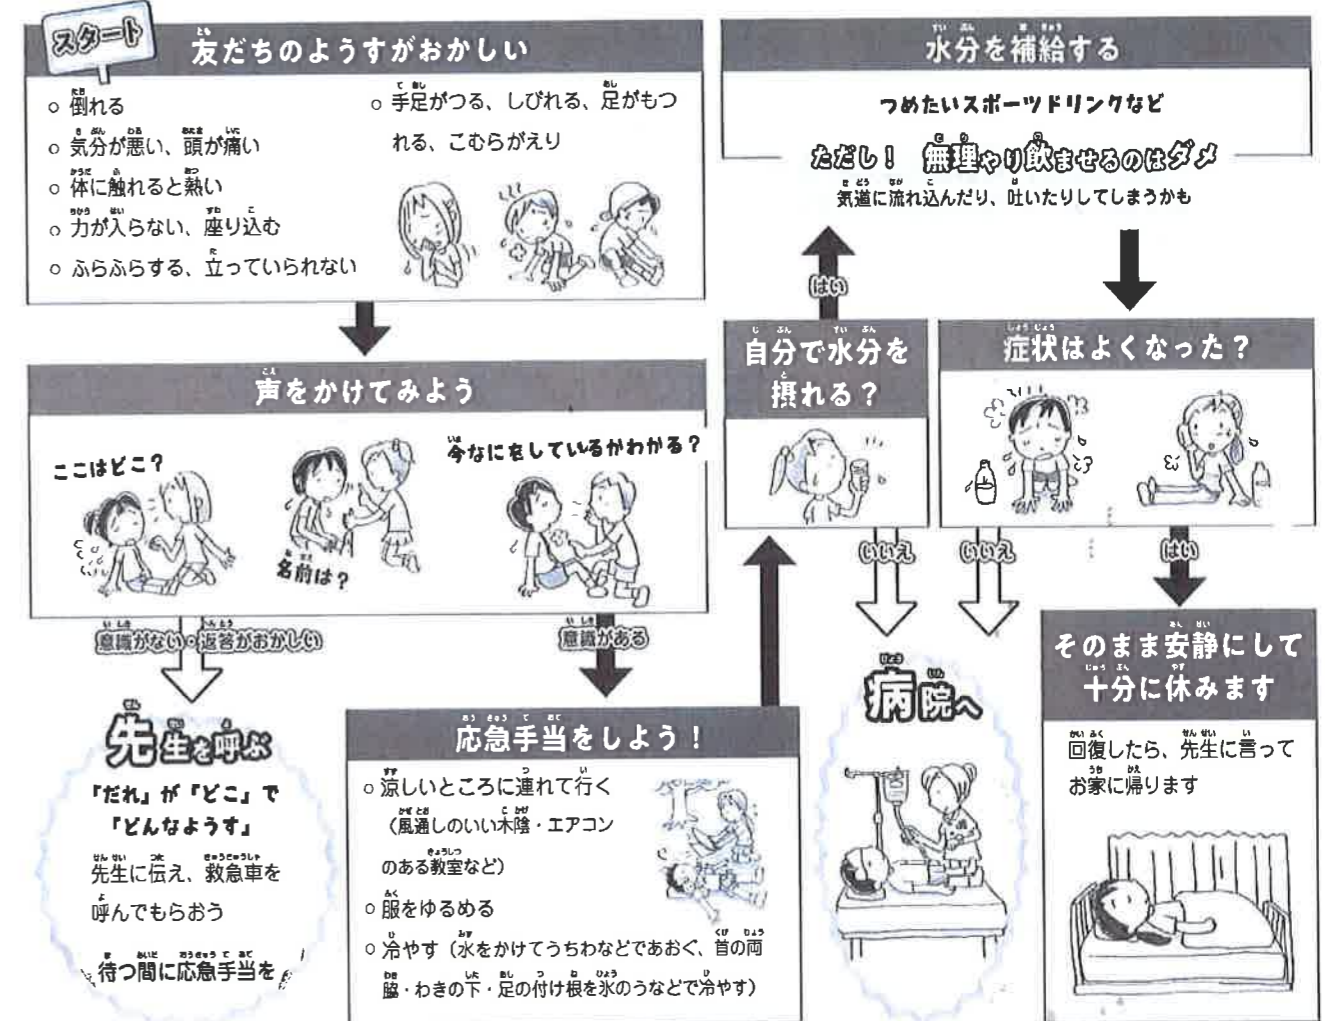 スタート
友だちのようすがおかしい
○ 倒れる
○ 気分が悪い、頭が痛い
○ 体に触れると熱い
○ 力が入らない、座り込む
○ ふらふらする、立っていられない
○ 手足がつる、しびれる、足がもつ
れる、こむらがえり
声をかけてみよう
ここはどこ？
名前は？
今なにをしているかわかる？
意識がない・返答がおかしい
意識がある
先生を呼ぶ
『だれ』が『どこ』で
『どんなようす』
先生に伝え、救急車を
呼んでもらおう
待つ間に応急手当を
応急手当をしよう！
○ 涼しいところに連れて行く
（風通しのいい木陰・エアコン
のある教室など）
○ 服をゆるめる
○ 冷やす（水をかけてうちわなどであおぐ、首の両
脇・わきの下・足の付け根を氷のうなどで冷やす）
自分で水分を
摂れる？
はい
いいえ
水分を補給する
つめたいスポーツドリンクなど
ただし！ 無理やり飲ませるのはダメ
気道に流れ込んだり、吐いたりしてしまうかも
症状はよくなった？
いいえ
はい
病院へ
そのまま安静にして
十分に休みます
回復したら、先生に言って
お家に帰ります